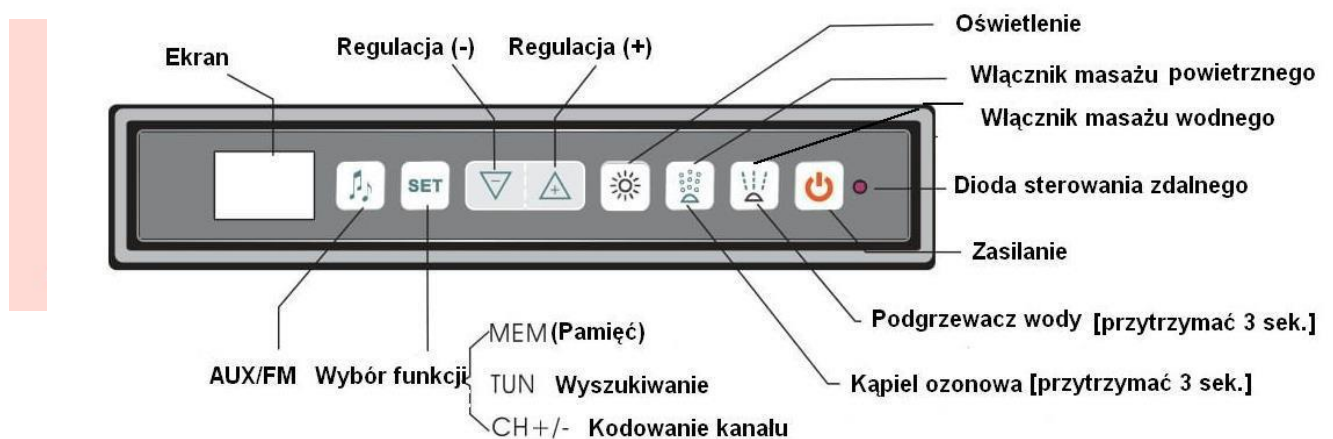 Oświetlenie
Regulacja (-) Regulacja (+)
Ekran
Włącznik masażu powietrznego
Włącznik masażu wodnego
SET
Dioda sterowania zdalnego
Zasilanie
Podgrzewacz wody [przytrzymać 3 sek.]
MEM (Pamięć)
AUX/FM Wybór funkcji
TUN Wyszukiwanie
Kąpiel ozonowa [przytrzymać 3 sek.]
CH+/- Kodowanie kanalu